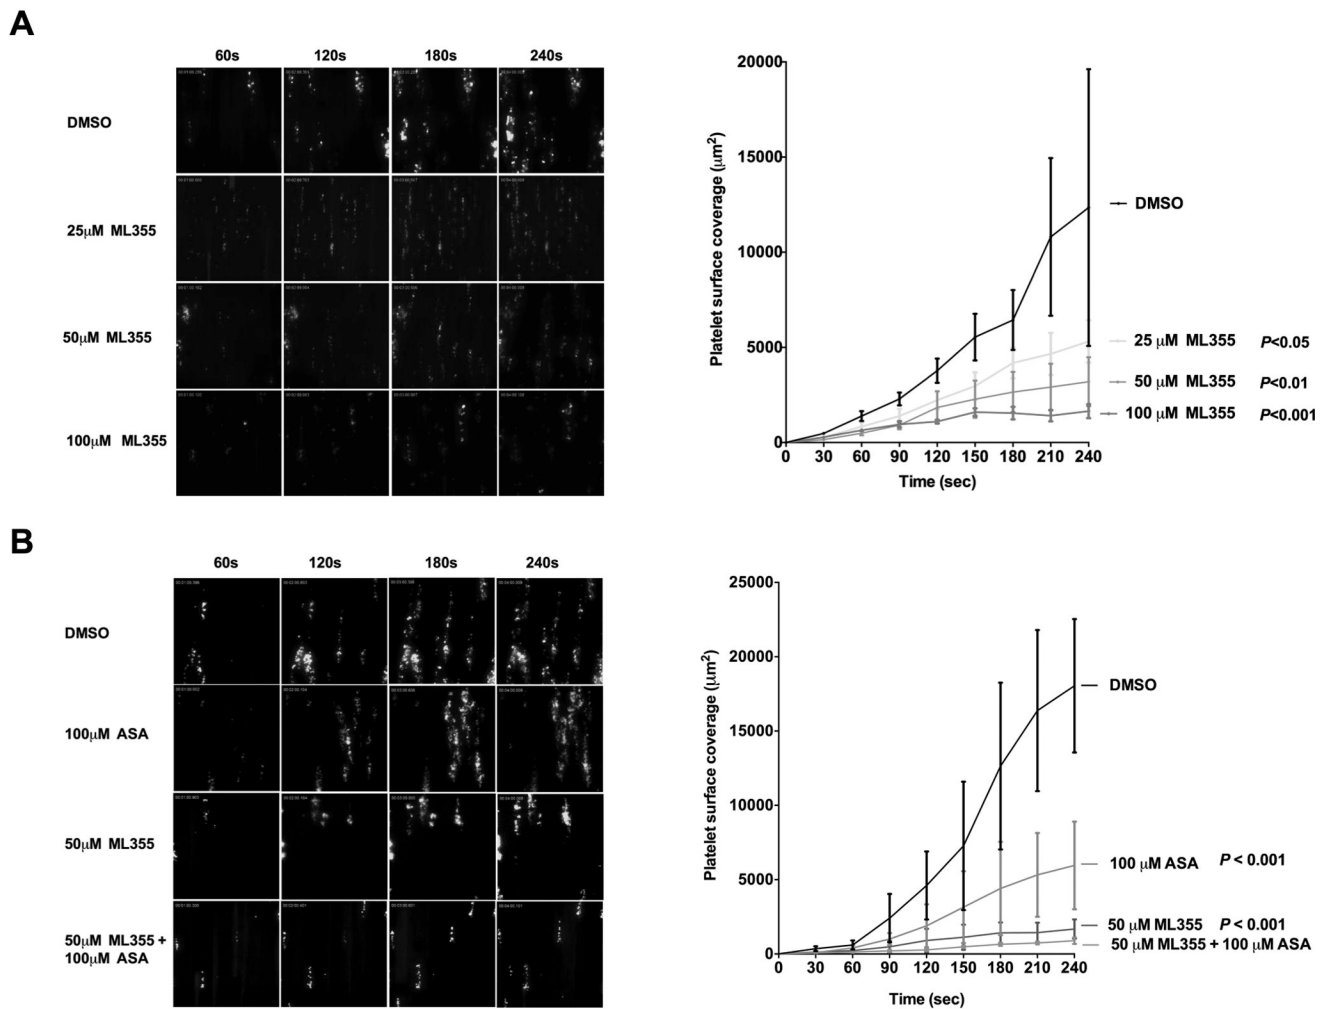 A
60s 120s 180s 240s
DMSO
25μM ML355
50μM ML355
100μM ML355
Platelet surface coverage (μm²)
20000
15000
10000
5000
0
0 30 60 90 120 150 180 210 240
Time (sec)
DMSO
25 μM ML355 P<0.05
50 μM ML355 P<0.01
100 μM ML355 P<0.001
B
60s 120s 180s 240s
DMSO
100μM ASA
50μM ML355
50μM ML355 +
100μM ASA
Platelet surface coverage (μm²)
25000
20000
15000
10000
5000
0
0 30 60 90 120 150 180 210 240
Time (sec)
DMSO
100 μM ASA P < 0.001
50 μM ML355 P < 0.001
50 μM ML355 + 100 μM ASA